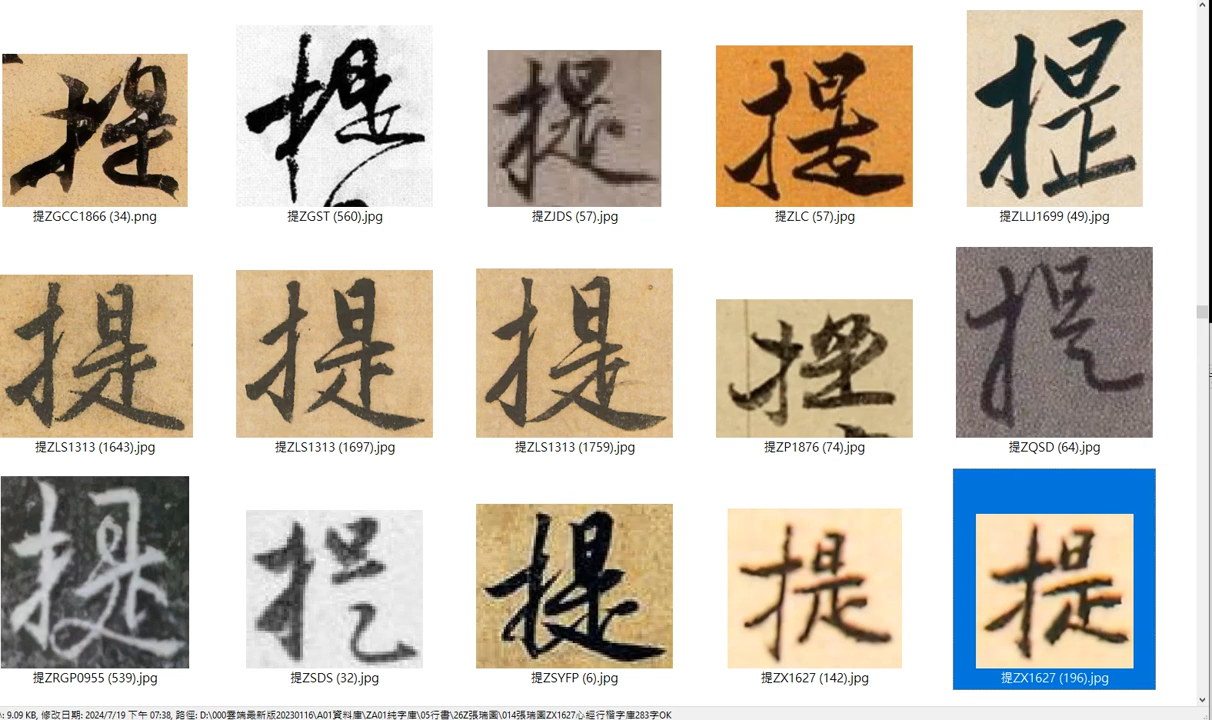 提 提 提 提 提
提ZGCC1866 (34).png 提ZGST (560).jpg 提ZJDS (57).jpg 提ZLC (57).jpg 提ZLLJ1699 (49).jpg
提 提 提 提 提
提ZLS1313 (1643).jpg 提ZLS1313 (1697).jpg 提ZLS1313 (1759).jpg 提ZP1876 (74).jpg 提ZQSD (64).jpg
提 提 提 提 提
提ZRGP0955 (539).jpg 提ZSDS (32).jpg 提ZSYFP (6).jpg 提ZX1627 (142).jpg 提ZX1627 (196).jpg
: 9.09 KB, 修改日期: 2024/7/19 下午 07:38, 路徑: D:\000雲端最新版20230116\A01資料庫\ZA01純字庫\05行書\26Z張瑞圖\014張瑞圖ZX1627心經行楷字庫283字OK